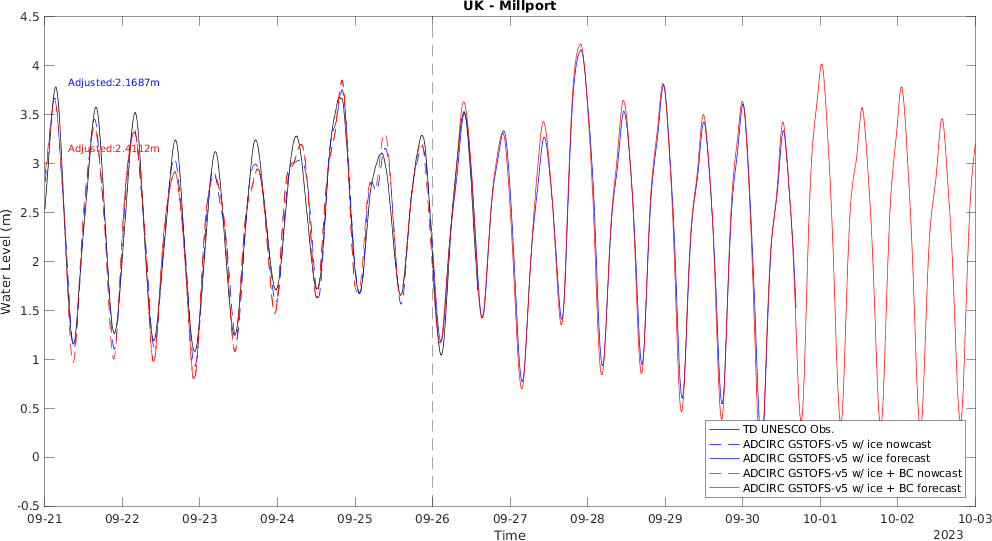 UK - Millport
4.5
4
3.5
3
2.5
2
1.5
1
0.5
0
-0.5
Water Level (m)
Adjusted:2.1687m
Adjusted:2.4112m
TD UNESCO Obs.
ADCIRC GSTOFS-v5 w/ ice nowcast
ADCIRC GSTOFS-v5 w/ ice forecast
ADCIRC GSTOFS-v5 w/ ice + BC nowcast
ADCIRC GSTOFS-v5 w/ ice + BC forecast
09-21 09-22 09-23 09-24 09-25 09-26 09-27 09-28 09-29 09-30 10-01 10-02 10-03
Time
2023